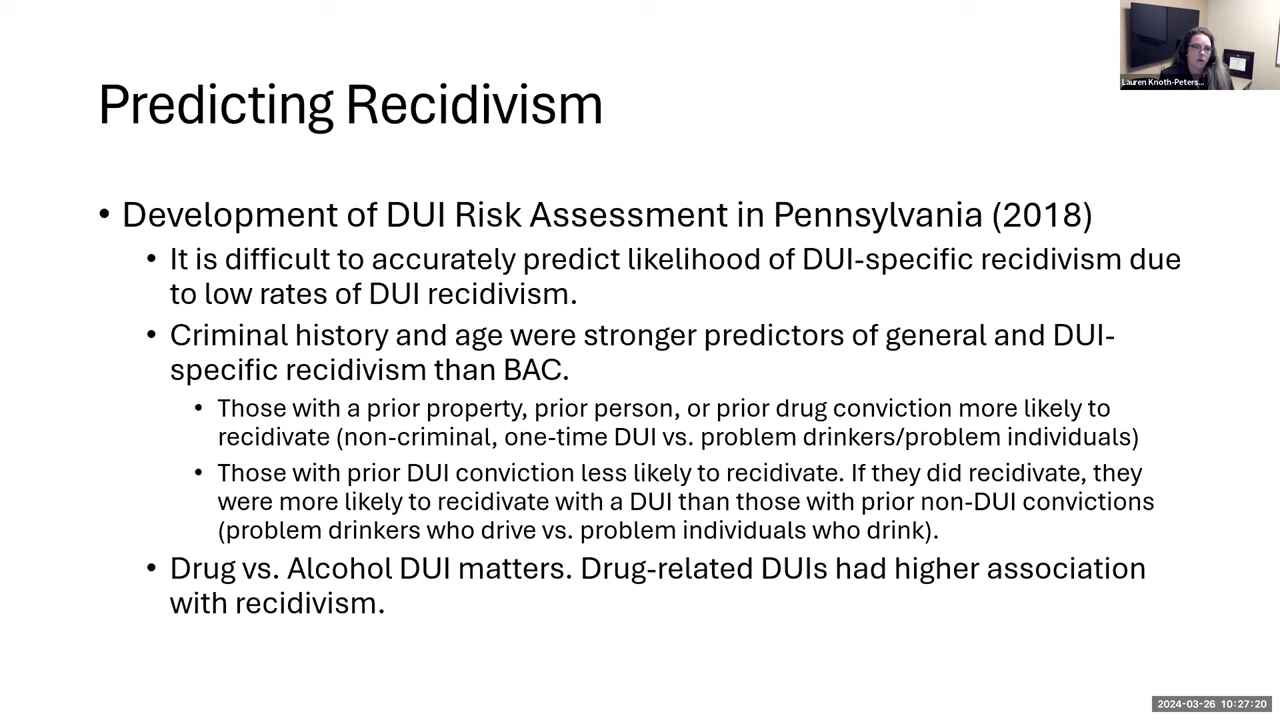 Lauren Knoth-Peters...
Predicting Recidivism
• Development of DUI Risk Assessment in Pennsylvania (2018)
• It is difficult to accurately predict likelihood of DUI-specific recidivism due
to low rates of DUI recidivism.
• Criminal history and age were stronger predictors of general and DUI-
specific recidivism than BAC.
• Those with a prior property, prior person, or prior drug conviction more likely to
recidivate (non-criminal, one-time DUI vs. problem drinkers/problem individuals)
• Those with prior DUI conviction less likely to recidivate. If they did recidivate, they
were more likely to recidivate with a DUI than those with prior non-DUI convictions
(problem drinkers who drive vs. problem individuals who drink).
• Drug vs. Alcohol DUI matters. Drug-related DUIs had higher association
with recidivism.
2024-03-26 10:27:20